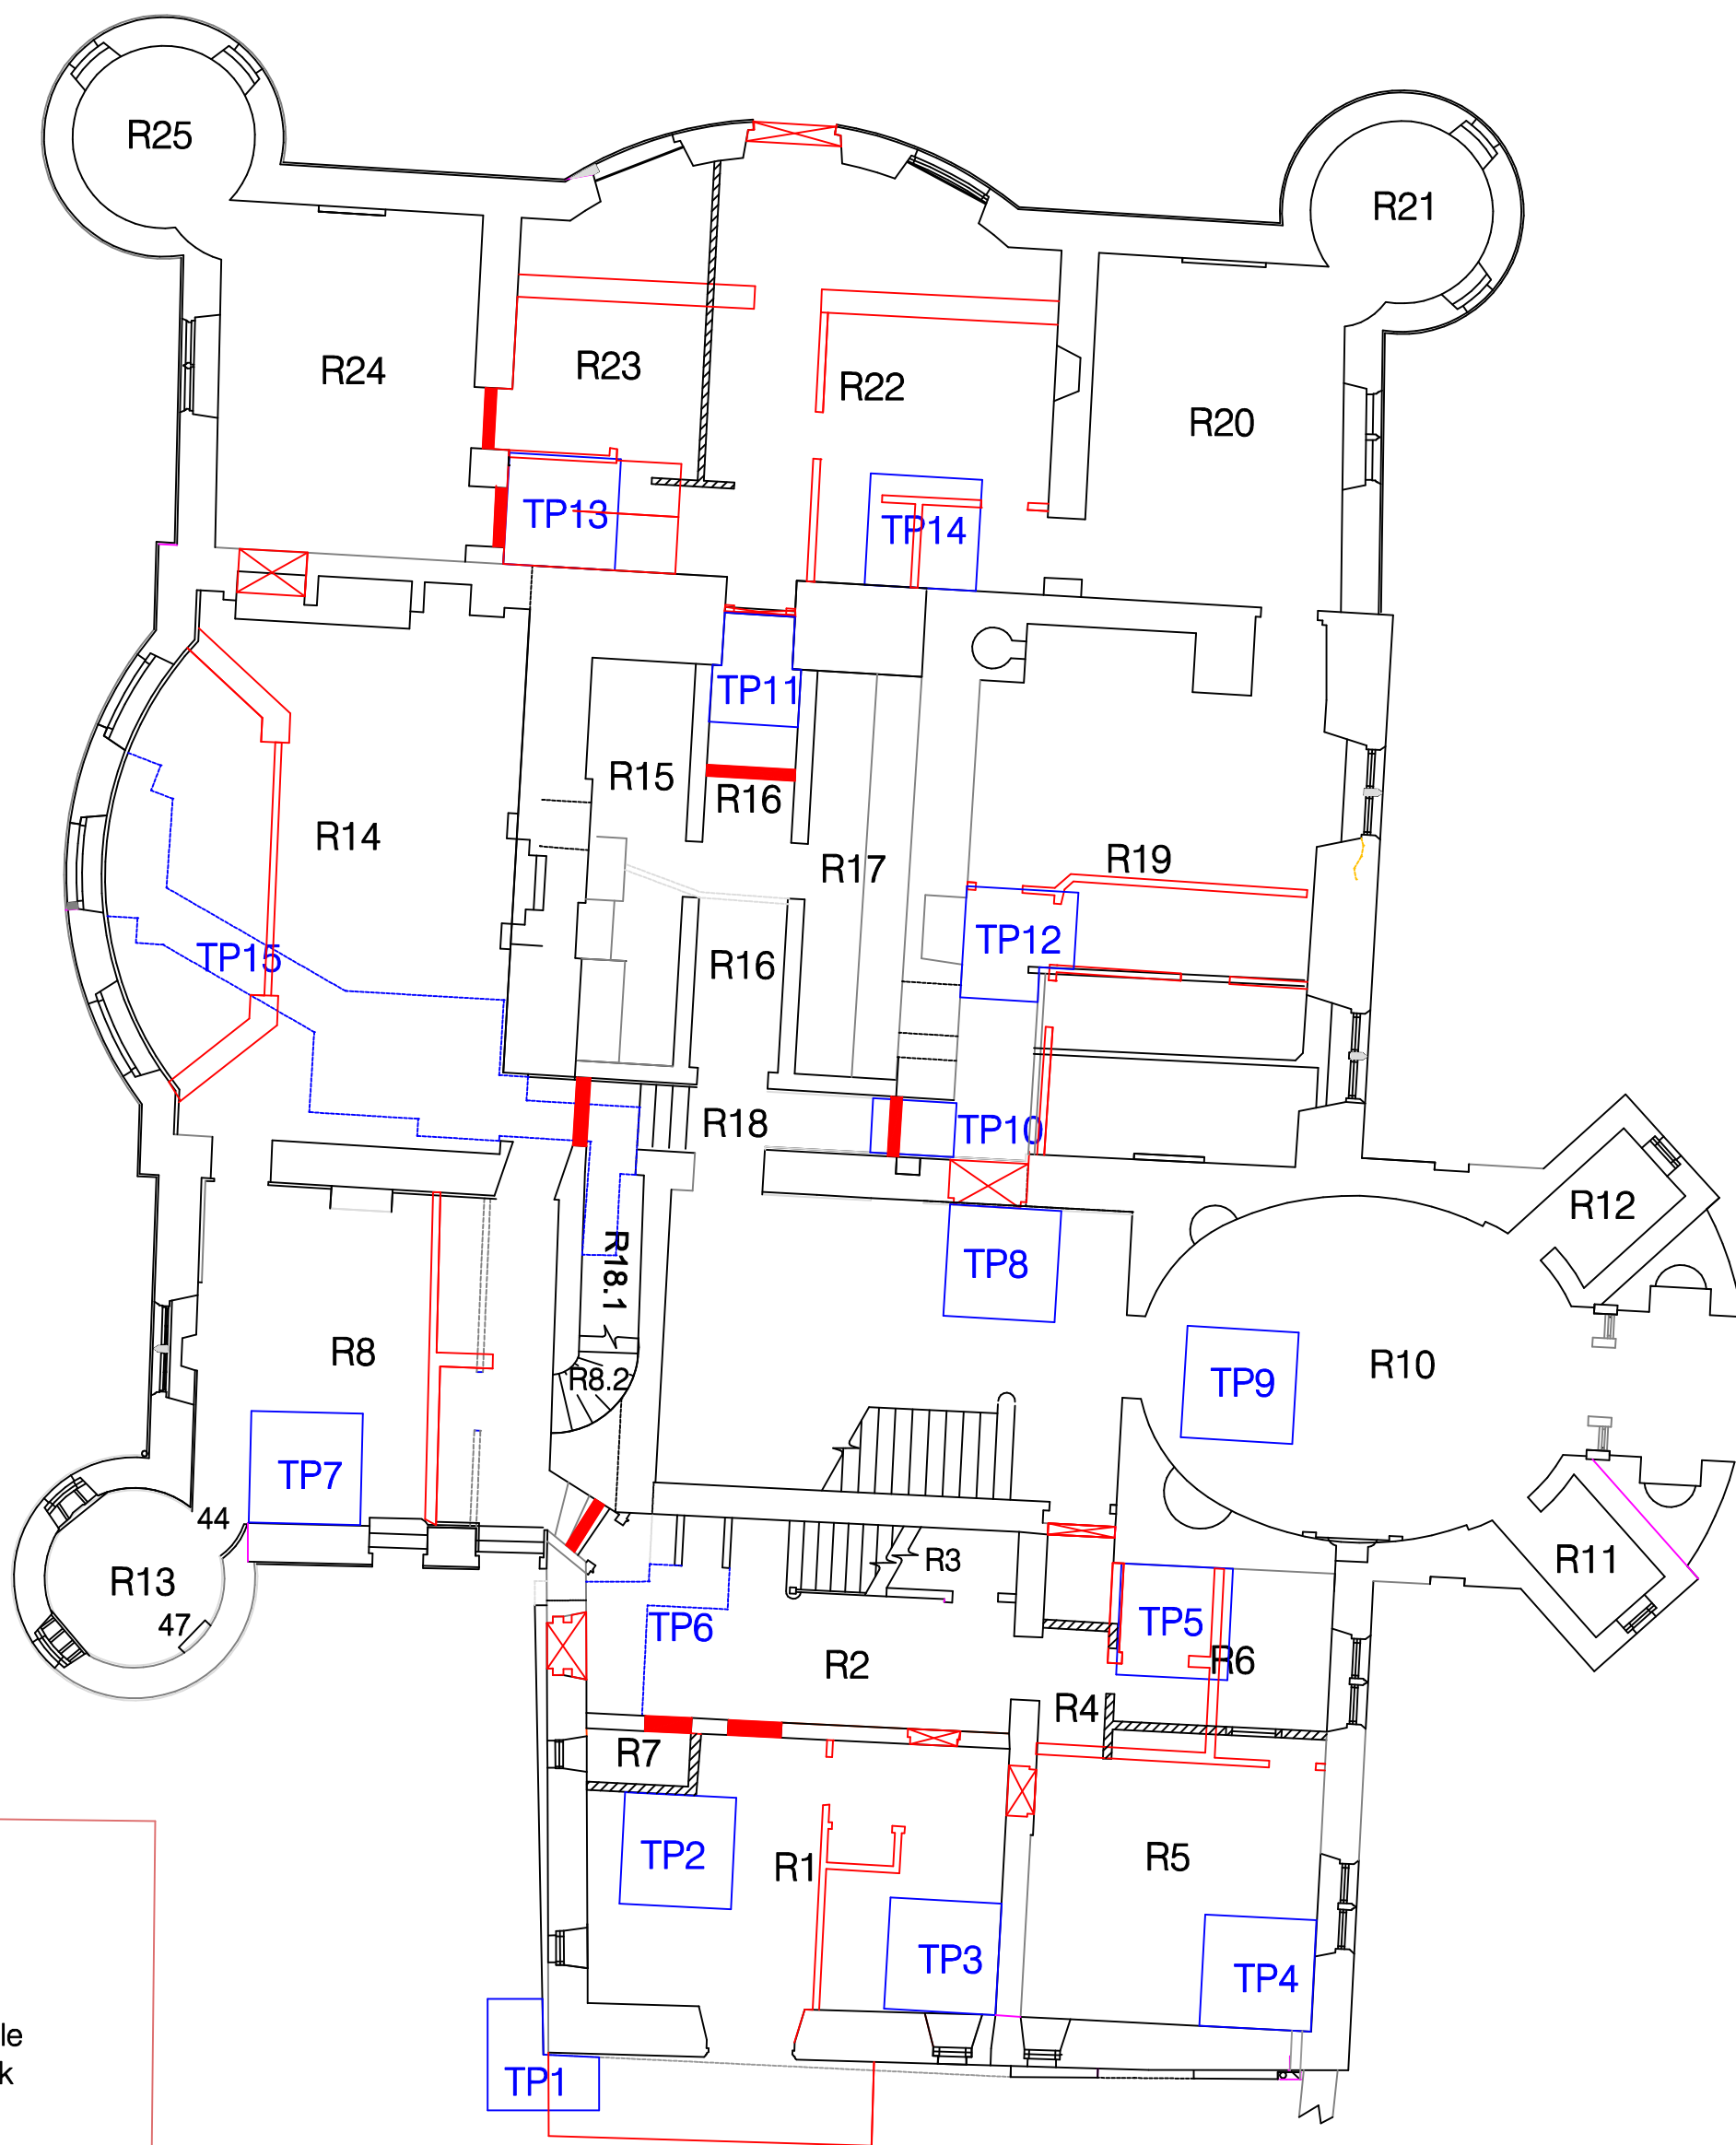 R25
R21
R24
R23
R22
R20
TP13
TP14
TP11
R15
R16
R14
R17
R19
TP12
TP15
R16
R18
TP10
R12
R18.1
TP8
R8
R8.2
TP9
R10
TP7
44
R13
47
R3
R11
TP6
TP5
R2
R6
R4
R7
TP2
R1
R5
TP3
TP4
le
k
TP1